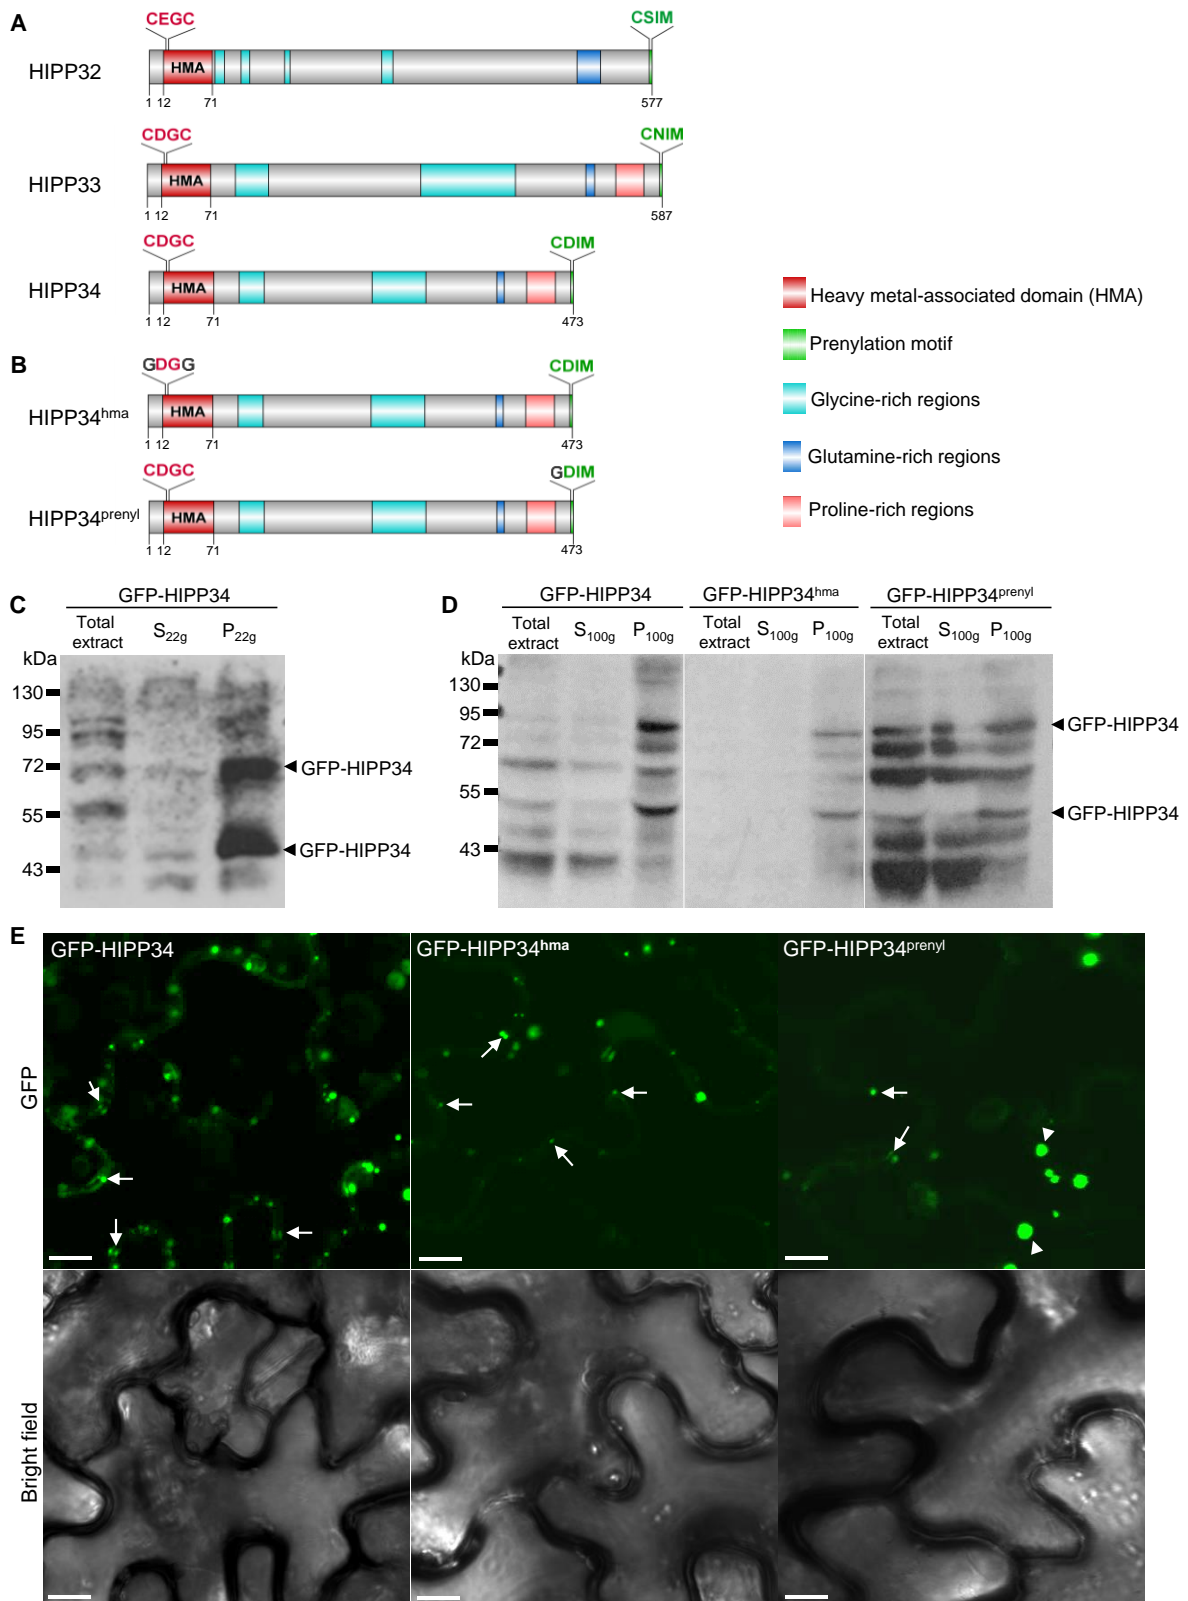 A
CEGC
CSIM
HIPP32
HMA
1 12 71 577
CDGC
CNIM
HIPP33
HMA
1 12 71 587
CDGC
CDIM
HIPP34
HMA
1 12 71 473
Heavy metal-associated domain (HMA)
Prenylation motif
Glycine-rich regions
Glutamine-rich regions
Proline-rich regions
B
GDGG
CDIM
HIPP34hma
HMA
1 12 71 473
CDGC
GDIM
HIPP34prenyl
HMA
1 12 71 473
C
GFP-HIPP34
Total extract S22g P22g
kDa
130
95
72
55
43
GFP-HIPP34
GFP-HIPP34
D
GFP-HIPP34 GFP-HIPP34hma GFP-HIPP34prenyl
Total extract S100g P100g Total extract S100g P100g Total extract S100g P100g
kDa
130
95
72
55
43
GFP-HIPP34
GFP-HIPP34
E
GFP-HIPP34 GFP-HIPP34hma GFP-HIPP34prenyl
GFP
Bright field